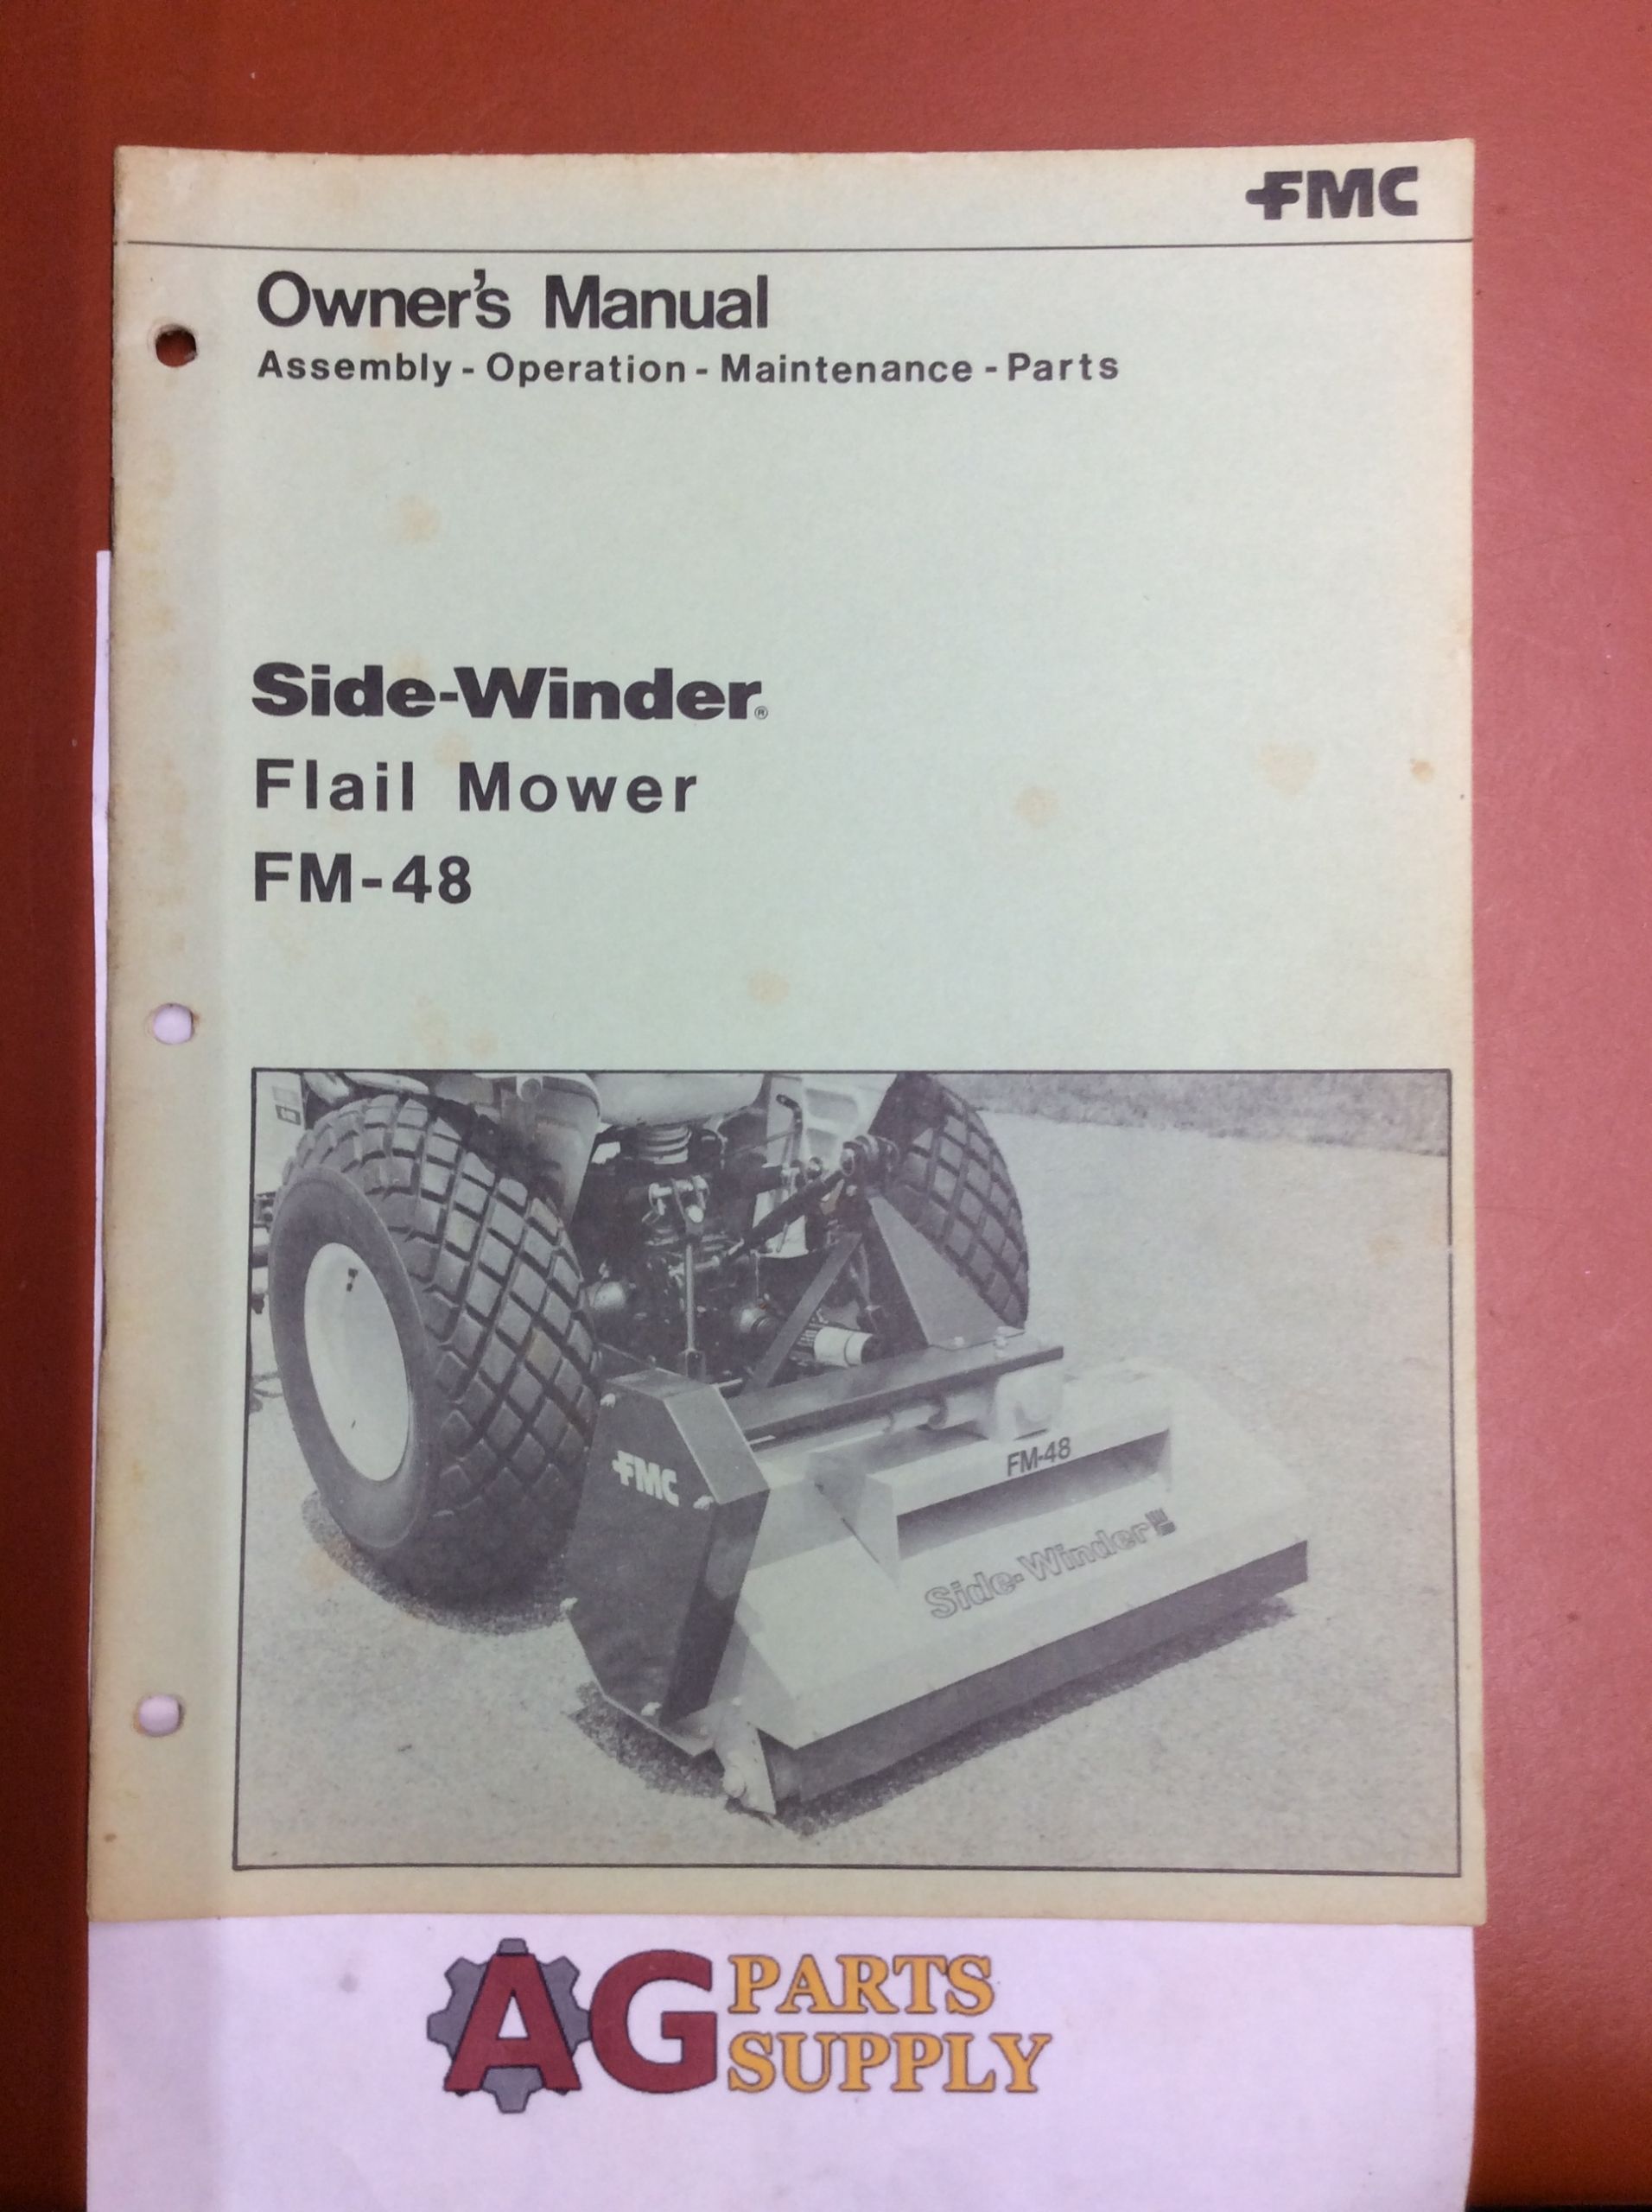 FMC
Owner's Manual
Assembly - Operation - Maintenance - Parts
Side-Winder®
Flail Mower
FM-48
FMC
FM-48
Side-Winder
AG PARTS
SUPPLY